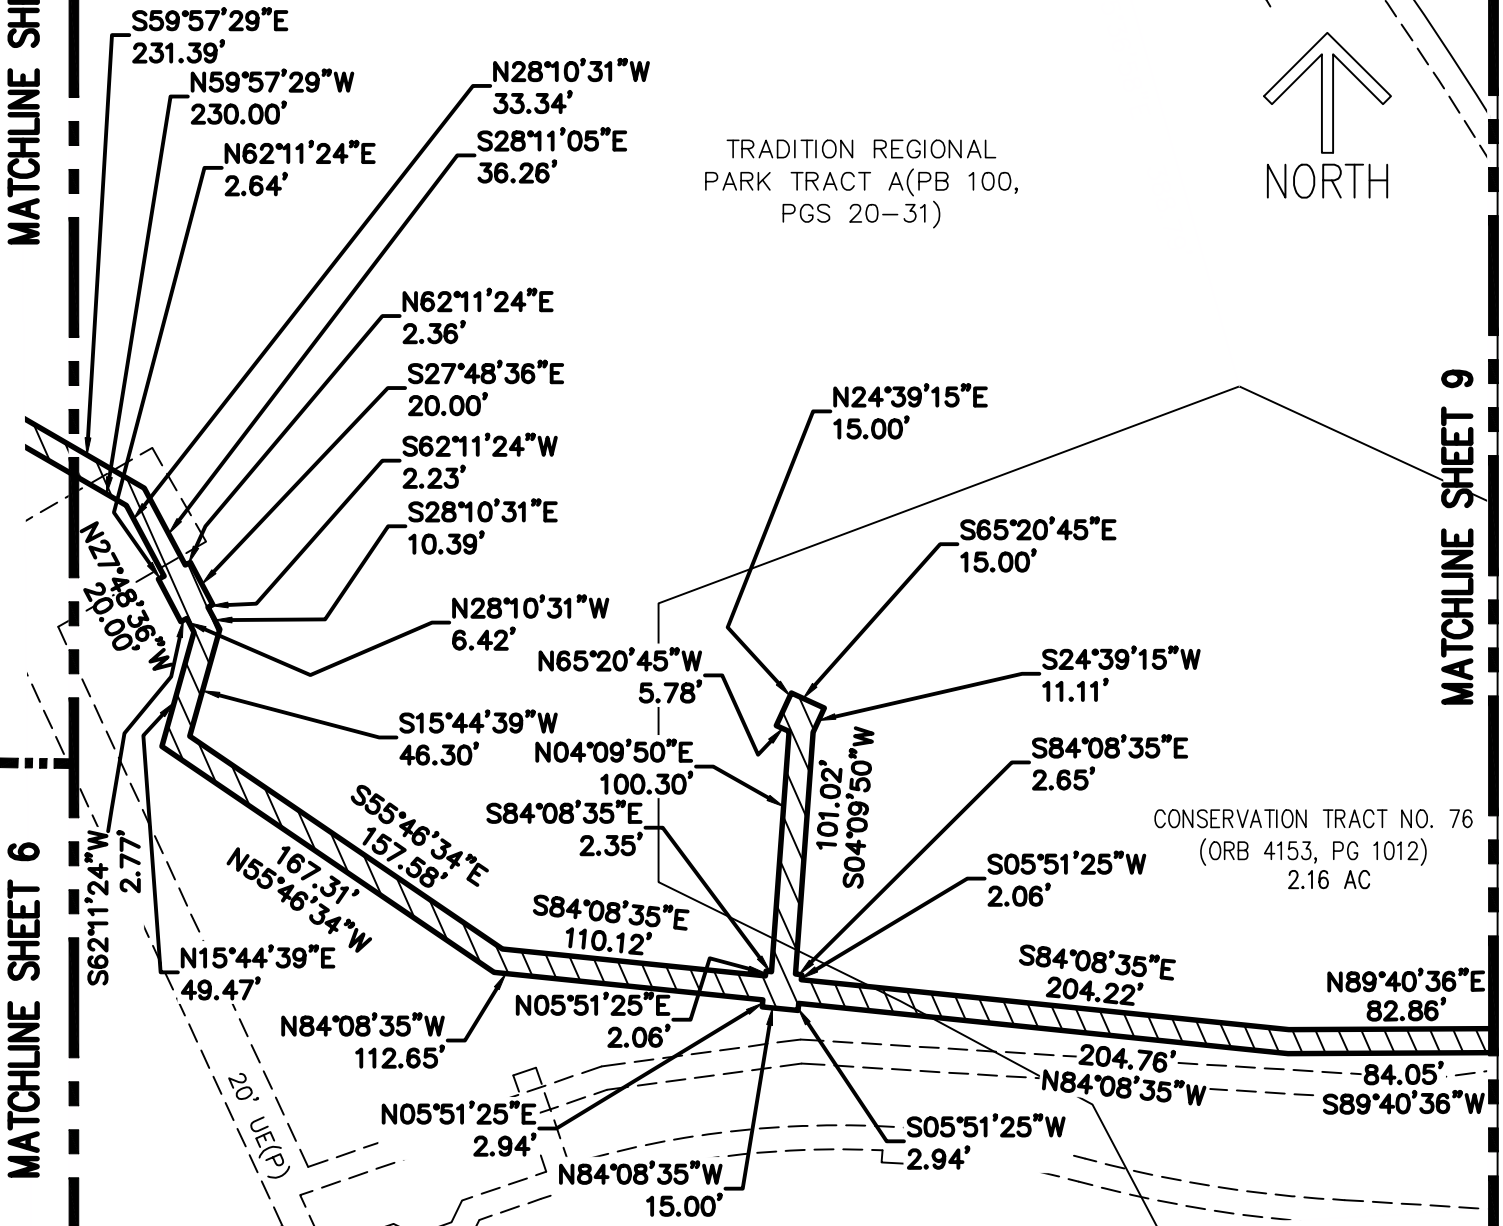 MATCHLINE SHE
S59°57'29"E
231.39'
N59°57'29"W
230.00'
N62°11'24"E
2.64'
N28°10'31"W
33.34'
S28°11'05"E
36.26'
TRADITION REGIONAL
PARK TRACT A(PB 100,
PGS 20-31)
NORTH
N62°11'24"E
2.36'
S27°48'36"E
20.00'
S62°11'24"W
2.23'
S28°10'31"E
10.39'
N24°39'15"E
15.00'
MATCHLINE SHEET 9
S65°20'45"E
15.00'
N27°48'36"W
20.00'
N28°10'31"W
6.42'
N65°20'45"W
5.78'
S24°39'15"W
11.11'
S15°44'39"W
46.30'
N04°09'50"E
100.30'
101.02'
S04°09'50"W
S84°08'35"E
2.65'
S84°08'35"E
2.35'
CONSERVATION TRACT NO. 76
(ORB 4153, PG 1012)
2.16 AC
S55°46'34"E
157.58'
167.31'
N55°46'34"W
S62°11'24"W
2.77'
MATCHLINE SHEET 6
S05°51'25"W
2.06'
S84°08'35"E
110.12'
N15°44'39"E
49.47'
S84°08'35"E
204.22'
N89°40'36"E
82.86'
N05°51'25"E
2.06'
N84°08'35"W
112.65'
204.76'
N84°08'35"W
84.05'
S89°40'36"W
20' UE(P)
N05°51'25"E
2.94'
S05°51'25"W
2.94'
N84°08'35"W
15.00'